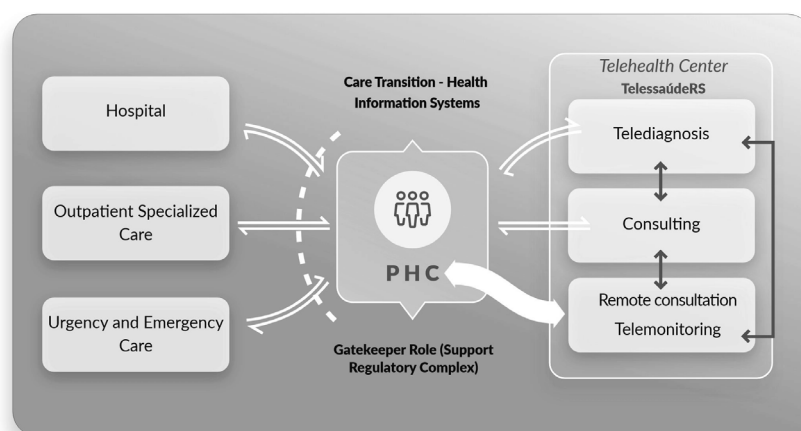 Hospital
Outpatient Specialized
Care
Urgency and Emergency
Care
Care Transition - Health
Information Systems
PHC
Gatekeeper Role (Support
Regulatory Complex)
Telehealth Center
TelessaúdeRS
Telediagnosis
Consulting
Remote consultation
Telemonitoring